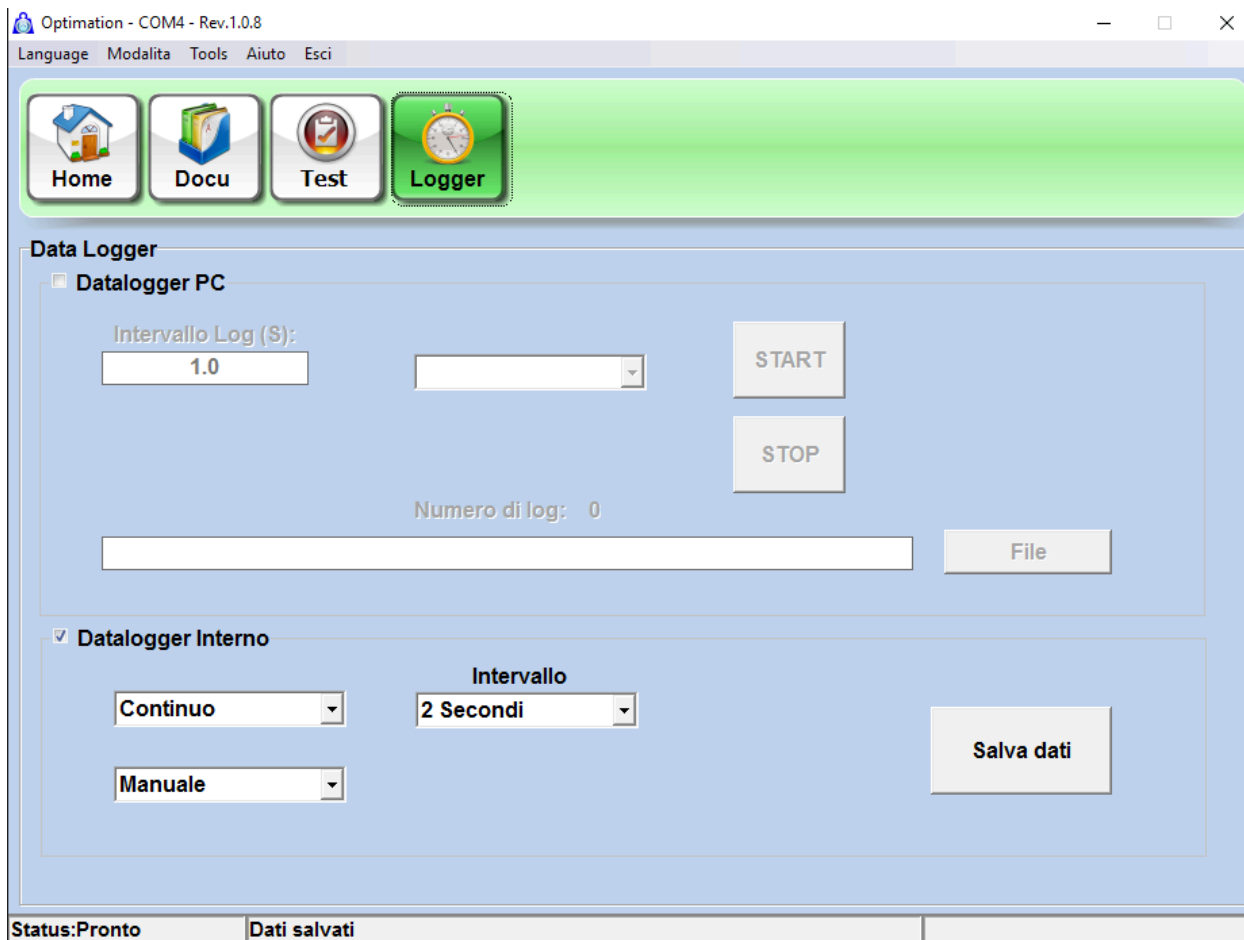 Optimation - COM4 - Rev.1.0.8
Language Modalita Tools Aiuto Esci
Home Docu Test Logger
Data Logger
Datalogger PC
Intervallo Log (S):
1.0
START
STOP
Numero di log: 0
File
Datalogger Interno
Intervallo
Continuo 2 Secondi
Salva dati
Manuale
Status:Pronto Dati salvati